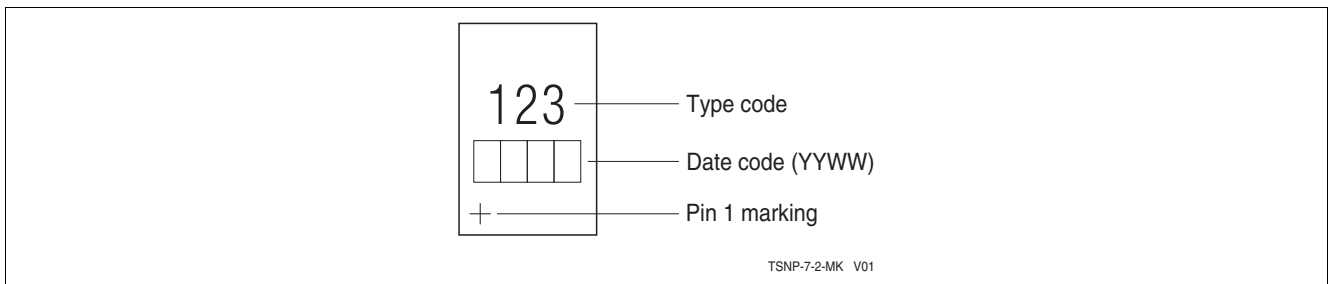 123
Type code
Date code (YYWW)
Pin 1 marking
TSNP-7-2-MK V01